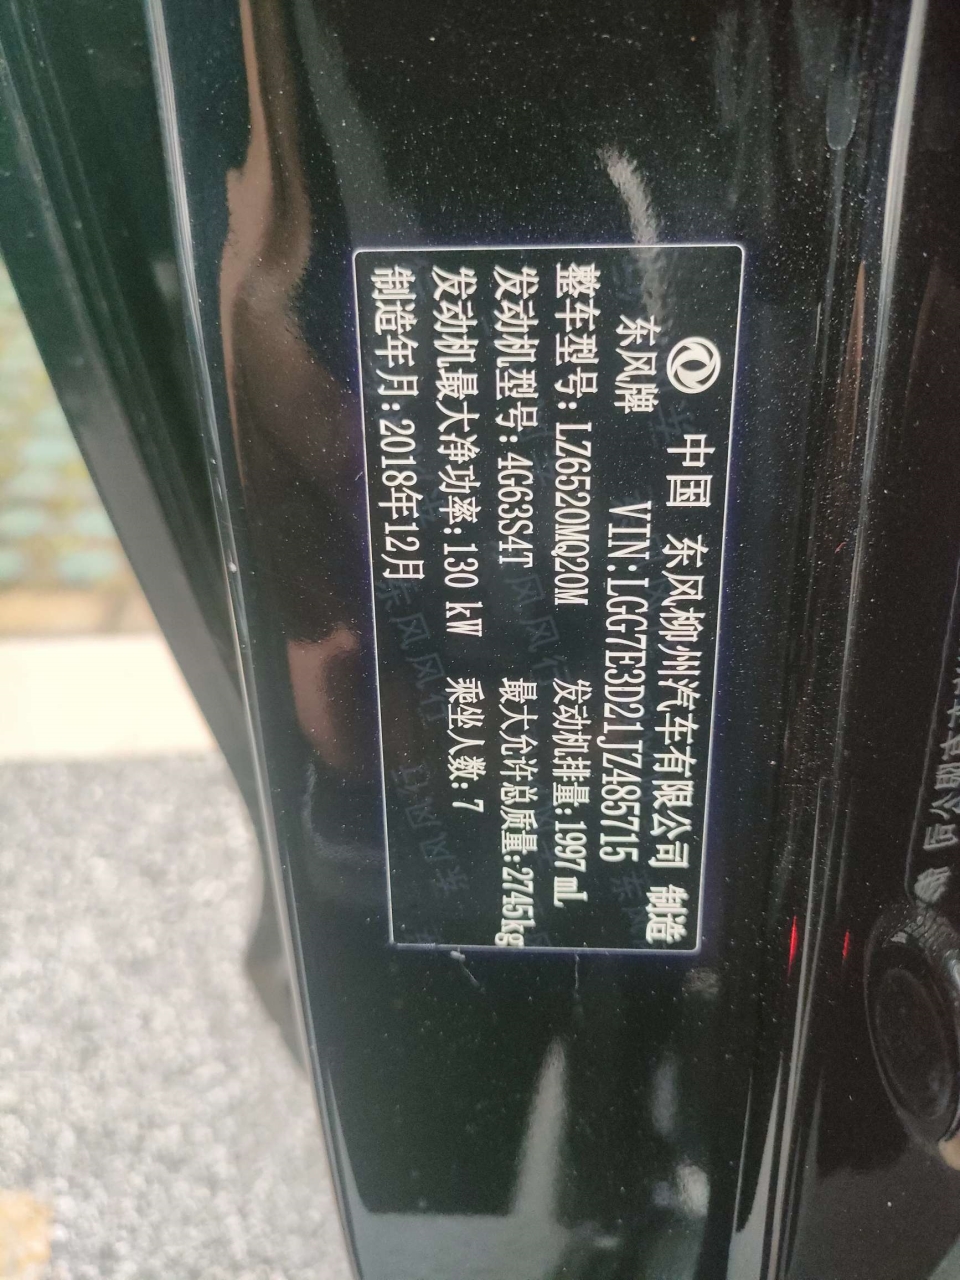 中国 东风柳州汽车有限公司 制造
东风牌 VIN:LGG7E3D21JZ485715
整车型号:LZ6520MQ20M 发动机排量:1997 mL
发动机型号:4G63S4T 最大允许总质量:2745kg
发动机最大净功率:130 kW 乘坐人数:7
制造年月:2018年12月